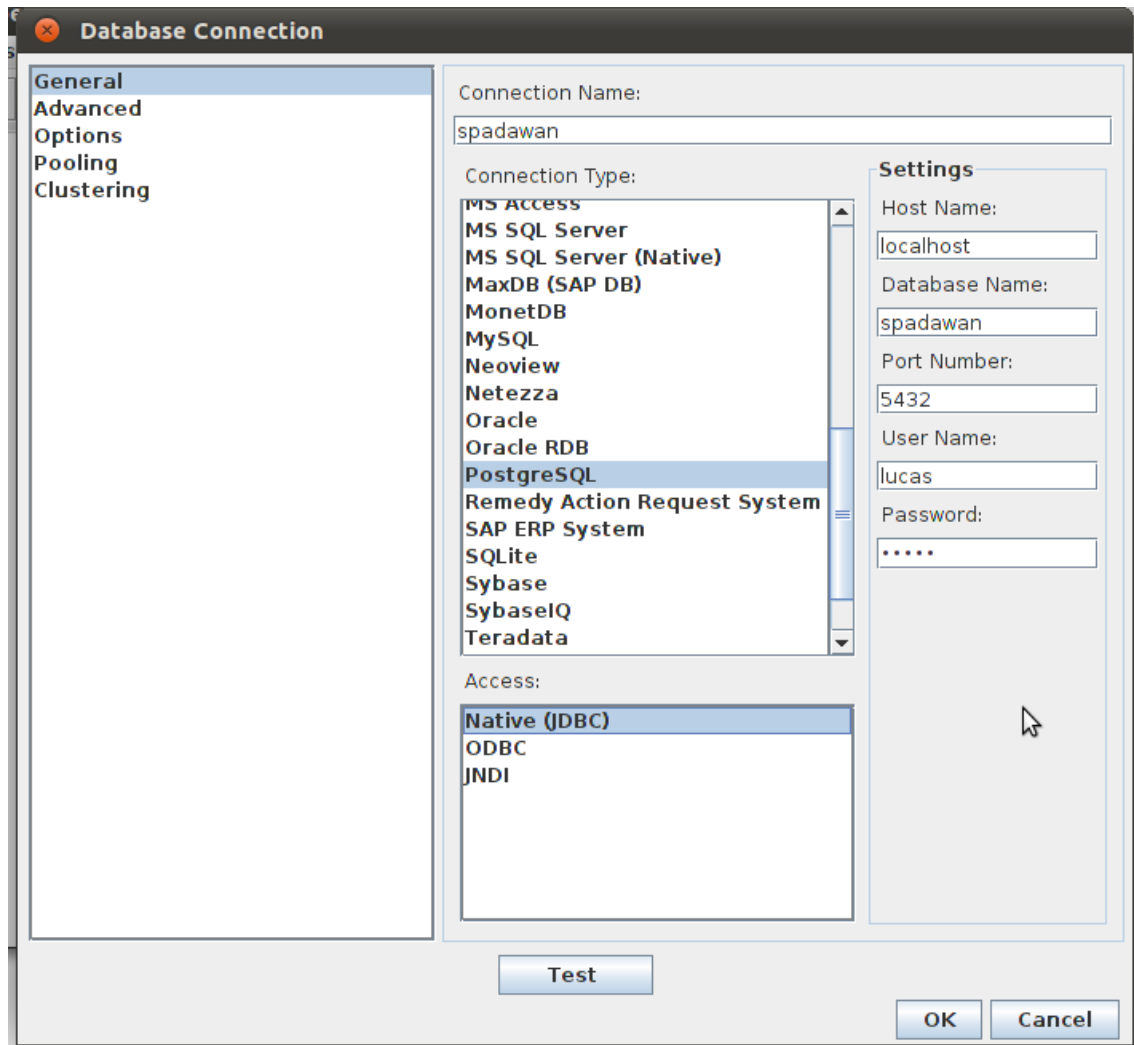 Database Connection
General
Advanced
Options
Pooling
Clustering
Connection Name:
spadawan
Connection Type:
MS Access
MS SQL Server
MS SQL Server (Native)
MaxDB (SAP DB)
MonetDB
MySQL
Neoview
Netezza
Oracle
Oracle RDB
PostgreSQL
Remedy Action Request System
SAP ERP System
SQLite
Sybase
SybaseIQ
Teradata
Access:
Native (JDBC)
ODBC
JNDI
Settings
Host Name:
localhost
Database Name:
spadawan
Port Number:
5432
User Name:
lucas
Password:
•••••
Test
OK
Cancel